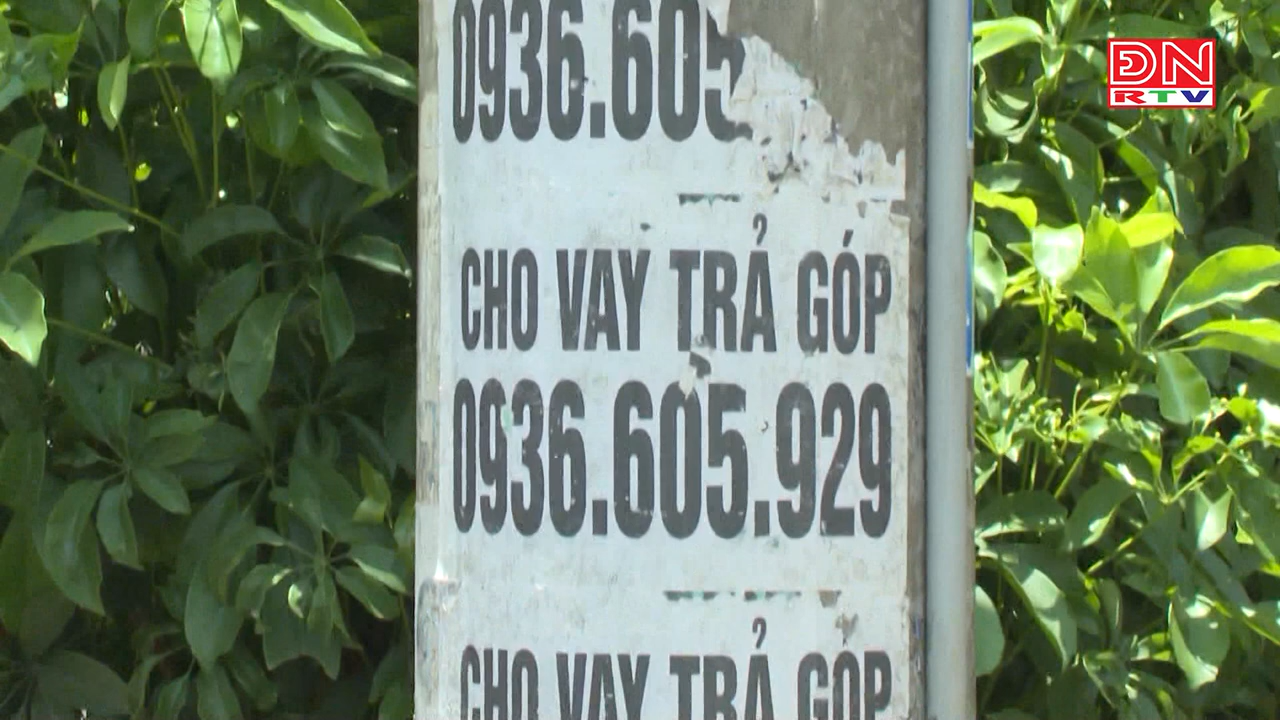 0936.605
ĐN
RTV
CHO VAY TRẢ GÓP
0936.605.929
CHO VAY TRẢ GÓP